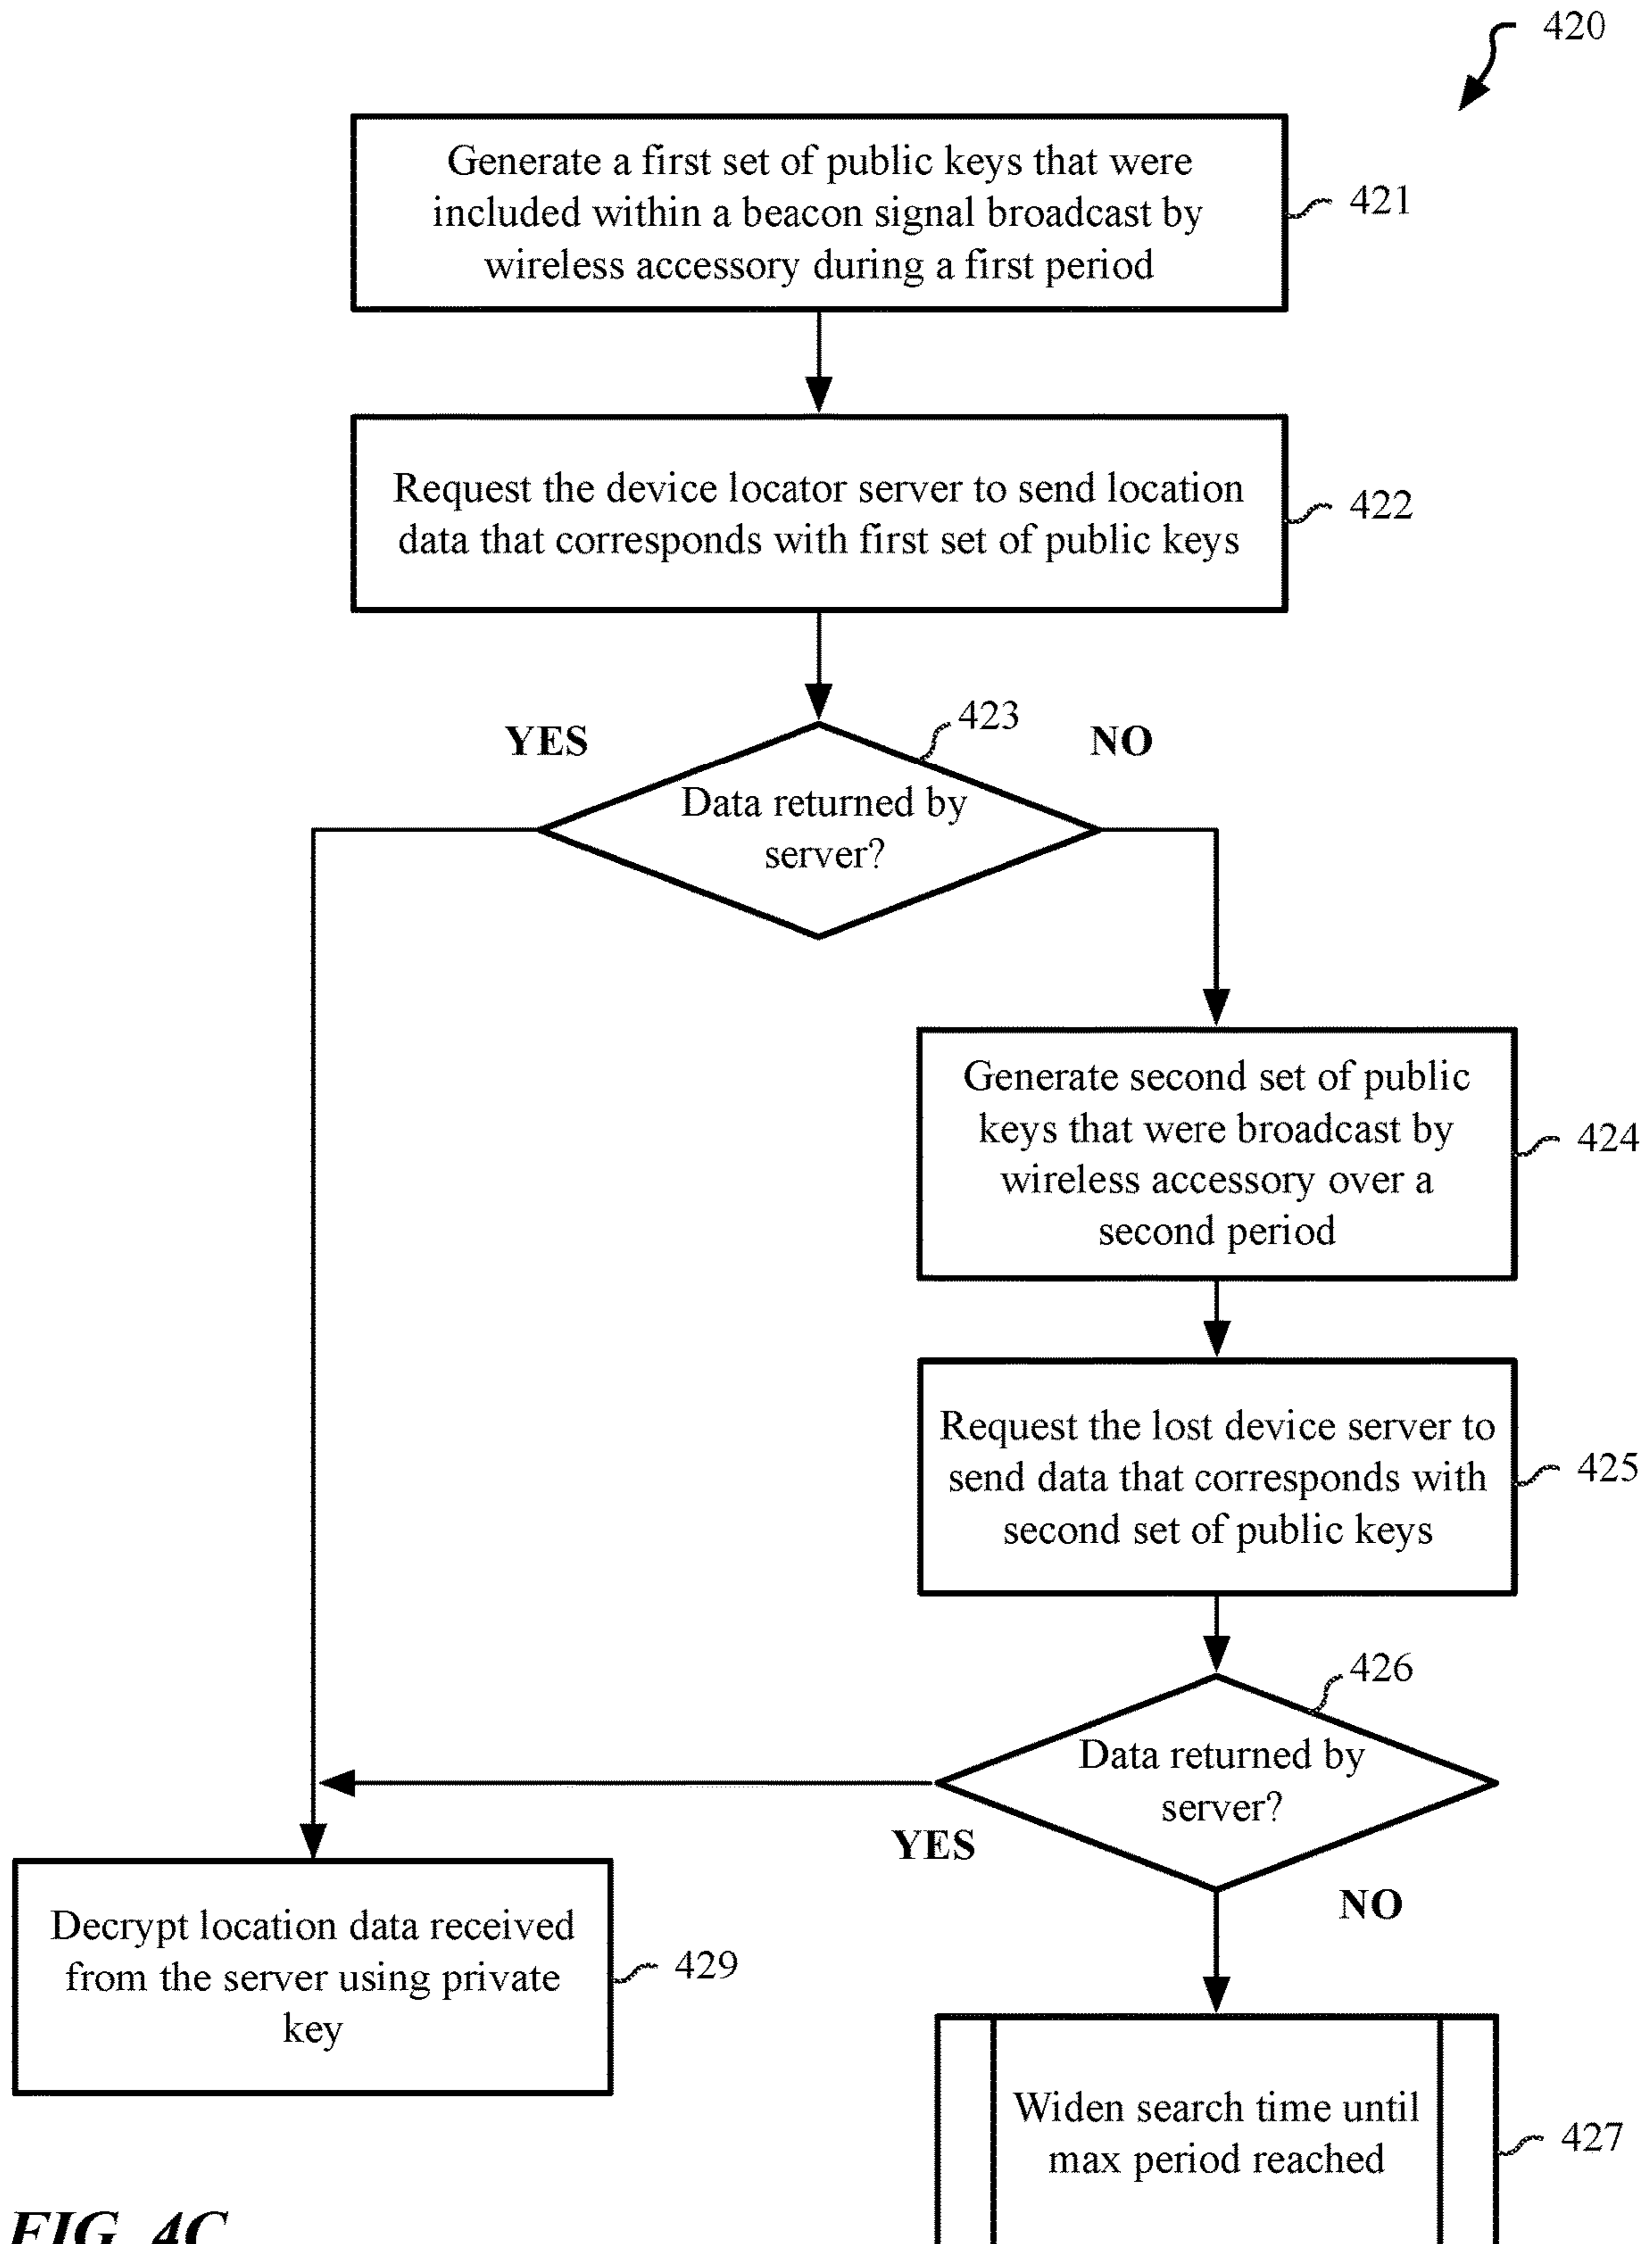 420
Generate a first set of public keys that were
included within a beacon signal broadcast by
wireless accessory during a first period
421
Request the device locator server to send location
data that corresponds with first set of public keys
422
423
YES
NO
Data returned by
server?
Generate second set of public
keys that were broadcast by
wireless accessory over a
second period
424
Request the lost device server to
send data that corresponds with
second set of public keys
425
426
Data returned by
server?
YES
NO
Decrypt location data received
from the server using private
key
429
Widen search time until
max period reached
427
FIG. 4C